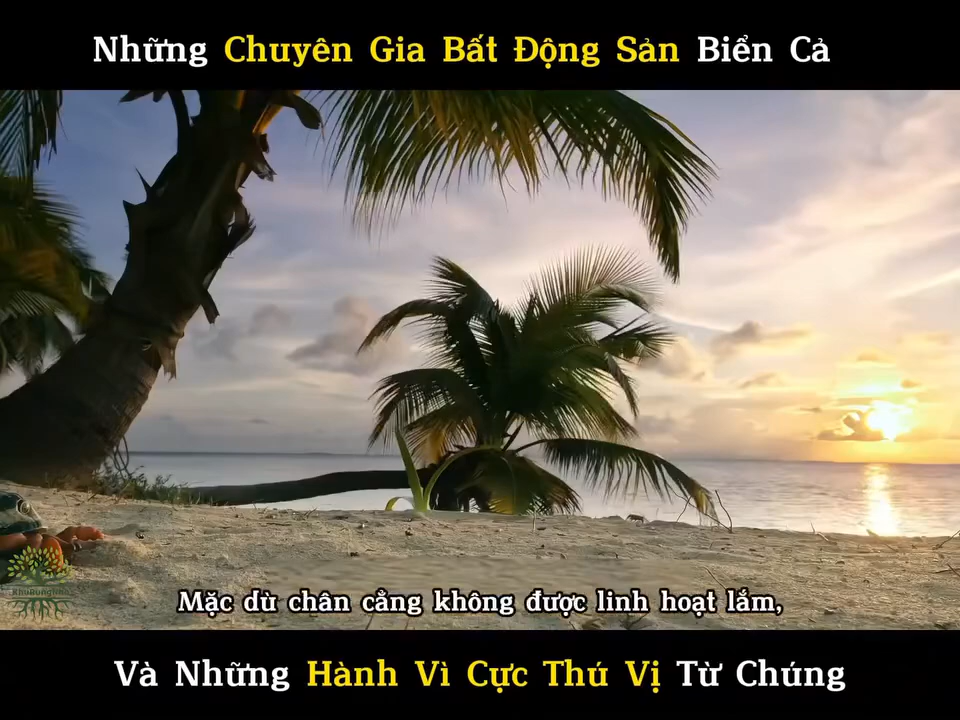 Những Chuyên Gia Bất Động Sản Biển Cả
Mặc dù chân cẳng không được linh hoạt lắm,
Và Những Hành Vi Cực Thú Vị Từ Chúng